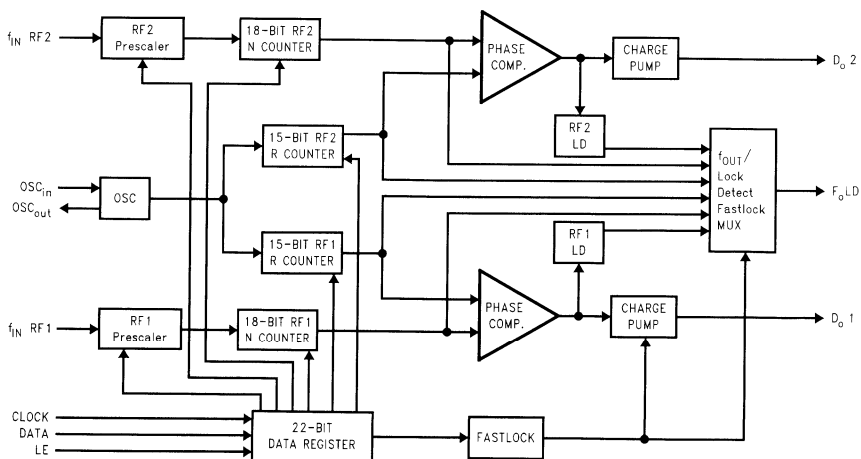 f_IN RF2
RF2
Prescaler
18-BIT RF2
N COUNTER
PHASE
COMP.
CHARGE
PUMP
D_o 2
RF2
LD
15-BIT RF2
R COUNTER
OSC_in
OSC_out
OSC
f_OUT/
Lock
Detect
Fastlock
MUX
F_oLD
15-BIT RF1
R COUNTER
RF1
LD
f_IN RF1
RF1
Prescaler
18-BIT RF1
N COUNTER
PHASE
COMP.
CHARGE
PUMP
D_o 1
CLOCK
DATA
LE
22-BIT
DATA REGISTER
FASTLOCK